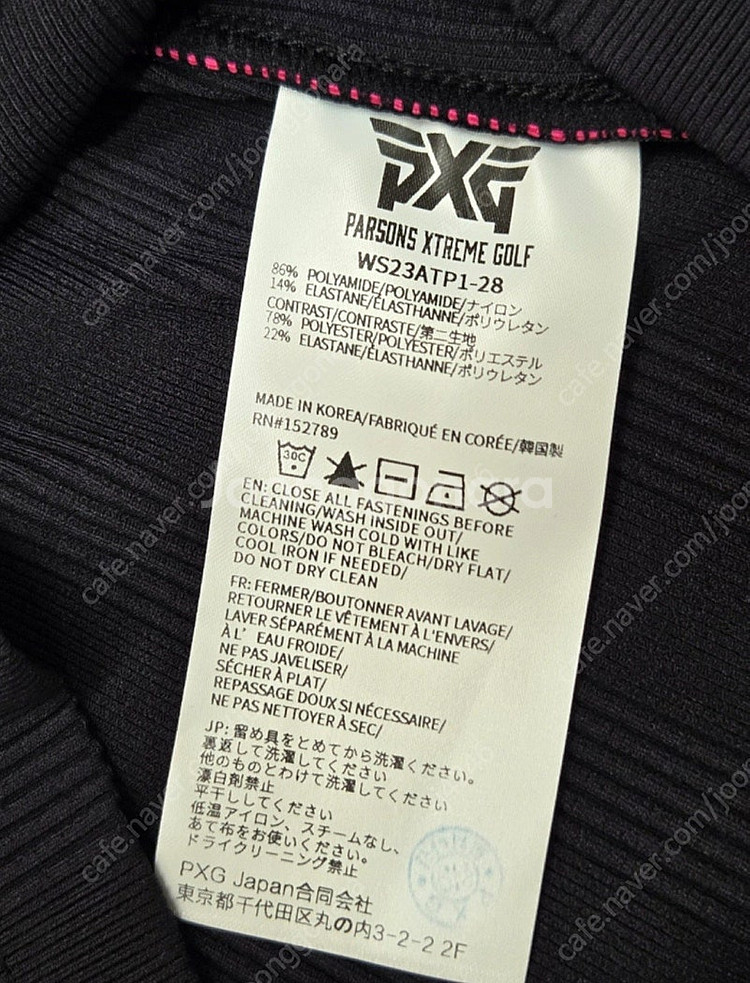 PXG
PARSONS XTREME GOLF
WS23ATP1-28
86% POLYAMIDE/POLYAMIDE/ナイロン
14% ELASTANE/ÉLASTHANNE/ポリウレタン
CONTRAST/CONTRASTE/第二生地
78% POLYESTER/POLYESTER/ポリエステル
22% ELASTANE/ÉLASTHANNE/ポリウレタン
MADE IN KOREA/FABRIQUÉ EN CORÉE/韓国製
RN#152789
30C
EN: CLOSE ALL FASTENINGS BEFORE
CLEANING/WASH INSIDE OUT/
MACHINE WASH COLD WITH LIKE
COLORS/DO NOT BLEACH/DRY FLAT/
COOL IRON IF NEEDED/
DO NOT DRY CLEAN
FR: FERMER/BOUTONNER AVANT LAVAGE/
RETOURNER LE VÊTEMENT À L'ENVERS/
LAVER SÉPARÉMENT À LA MACHINE
À L' EAU FROIDE/
NE PAS JAVELISER/
SÉCHER À PLAT/
REPASSAGE DOUX SI NÉCESSAIRE/
NE PAS NETTOYER À SEC/
JP: 留め具をとめてから洗濯ください。
裏返して洗濯してください
他のものとわけて洗濯してください
漂白剤禁止
平干ししてください
低温アイロン、スチームなし、
あて布をお使いください。
ドライクリーニング禁止
PXG Japan合同会社
東京都千代田区丸の内3-2-2 2F
Joonggonara
cafe.naver.com/joonggonara